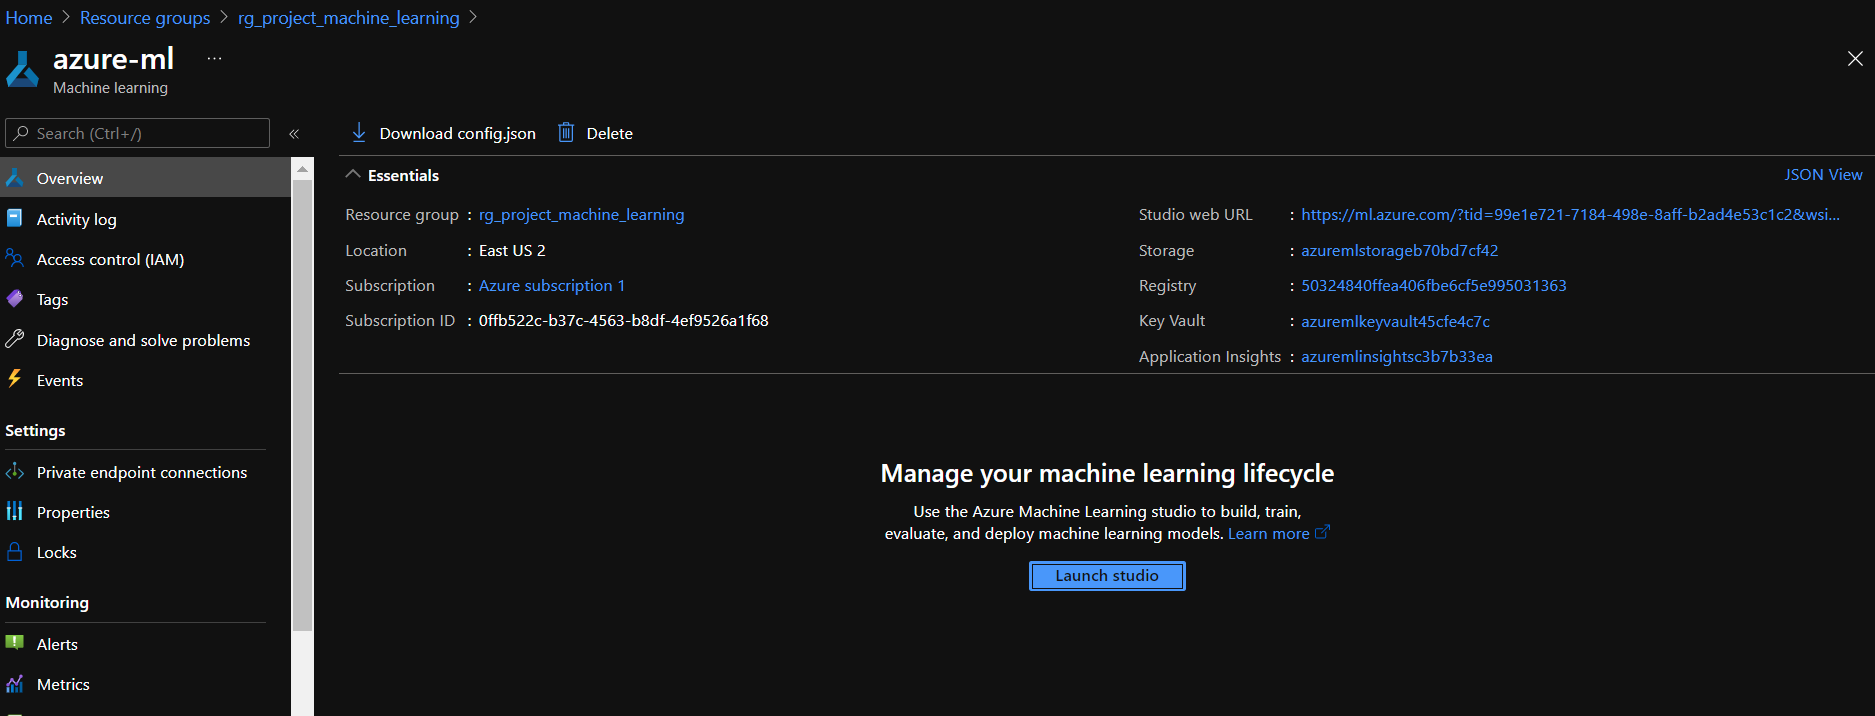 Home > Resource groups > rg_project_machine_learning >
azure-ml ...
Machine learning
Search (Ctrl+/) «
Overview
Activity log
Access control (IAM)
Tags
Diagnose and solve problems
Events
Settings
Private endpoint connections
Properties
Locks
Monitoring
Alerts
Metrics
Download config.json Delete
Essentials JSON View
Resource group : rg_project_machine_learning
Location : East US 2
Subscription : Azure subscription 1
Subscription ID : 0ffb522c-b37c-4563-b8df-4ef9526a1f68
Studio web URL : https://ml.azure.com/?tid=99e1e721-7184-498e-8aff-b2ad4e53c1c2&wsi...
Storage : azuremlstorageb70bd7cf42
Registry : 50324840ffea406fbe6cf5e995031363
Key Vault : azuremlkeyvault45cfe4c7c
Application Insights : azuremlinsightsc3b7b33ea
Manage your machine learning lifecycle
Use the Azure Machine Learning studio to build, train,
evaluate, and deploy machine learning models. Learn more
Launch studio